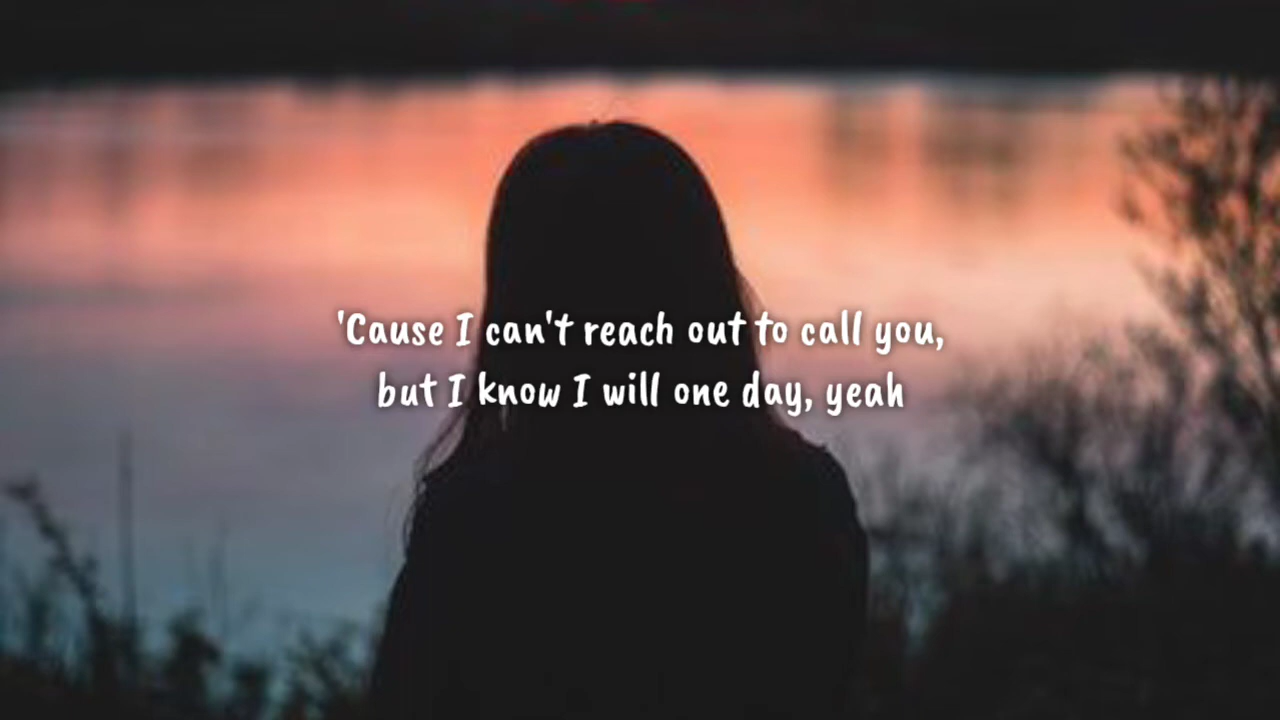 'Cause I can't reach out to call you,
but I know I will one day, yeah